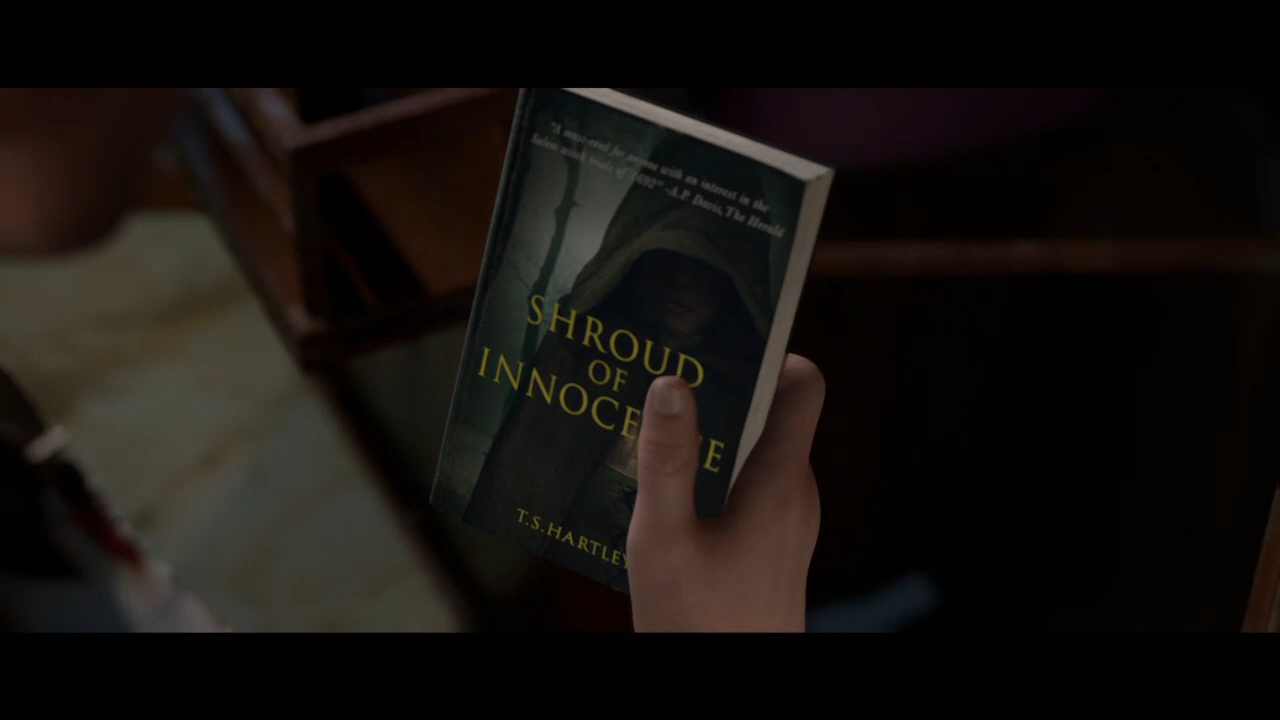 "A must-read for anyone with an interest in the
Salem witch trials of 1692" -A.P. Davis, The Herald
SHROUD
OF
INNOCE E
T.S. HARTLEY